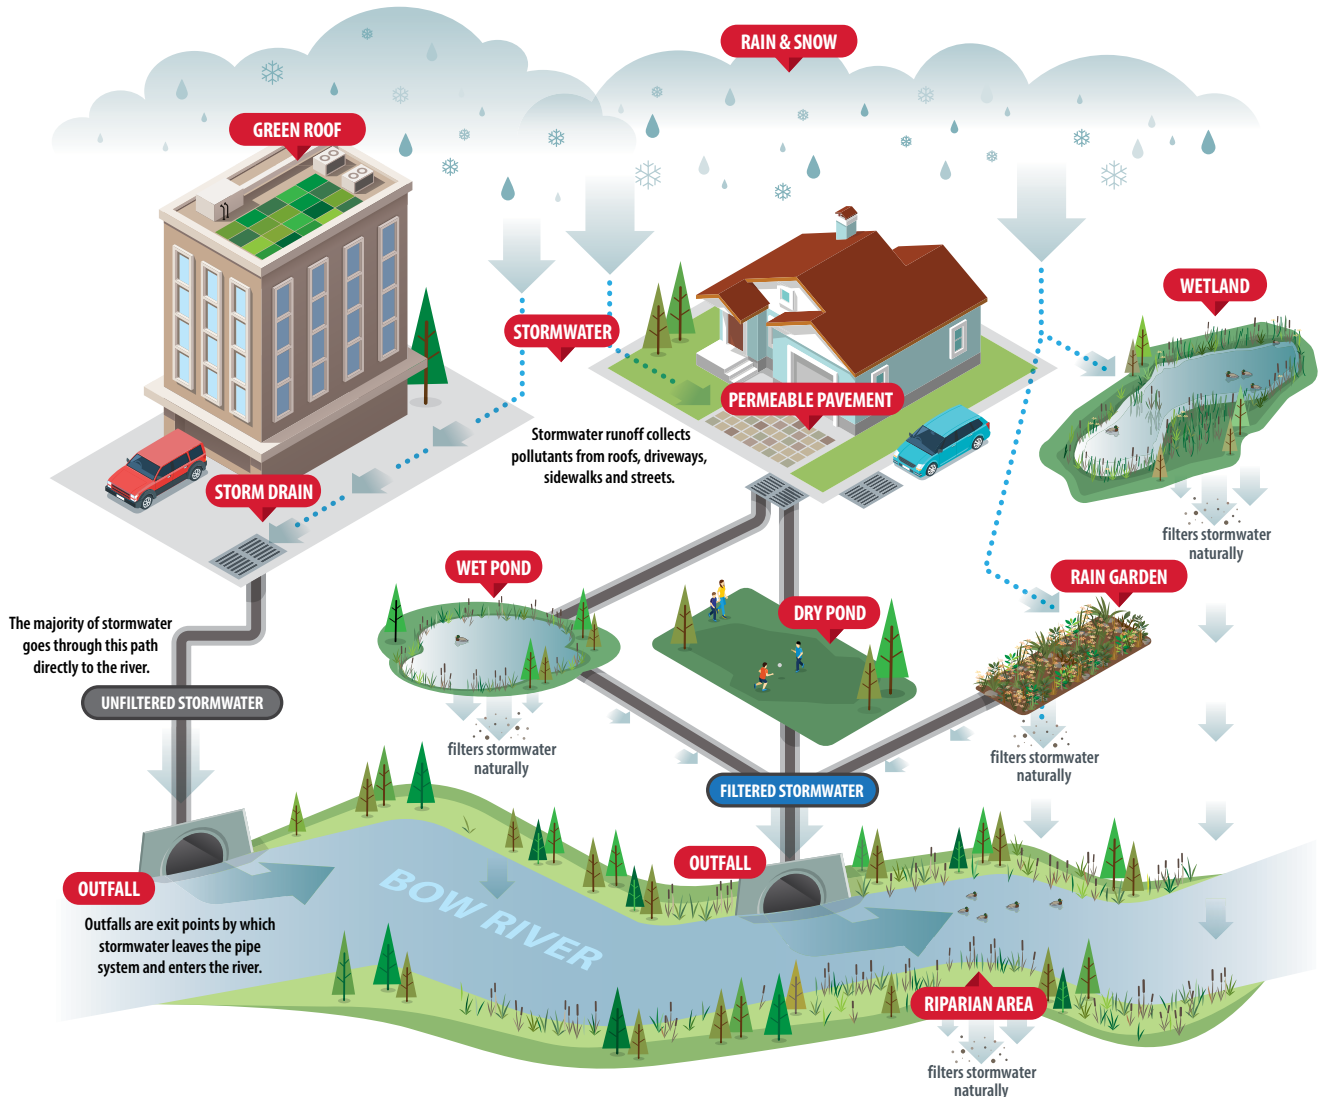 RAIN & SNOW
GREEN ROOF
WETLAND
STORMWATER
PERMEABLE PAVEMENT
Stormwater runoff collects
pollutants from roofs, driveways,
sidewalks and streets.
STORM DRAIN
filters stormwater
naturally
WET POND
RAIN GARDEN
DRY POND
The majority of stormwater
goes through this path
directly to the river.
UNFILTERED STORMWATER
filters stormwater
naturally
filters stormwater
naturally
FILTERED STORMWATER
OUTFALL
OUTFALL
BOW RIVER
Outfalls are exit points by which
stormwater leaves the pipe
system and enters the river.
RIPARIAN AREA
filters stormwater
naturally